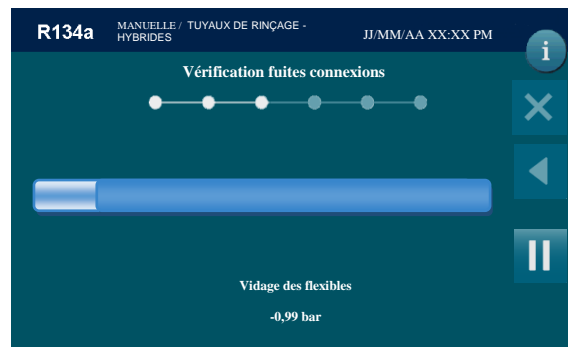 R134a
MANUELLE / TUYAUX DE RINÇAGE -
HYBRIDES
JJ/MM/AA XX:XX PM
i
Vérification fuites connexions
Vidage des flexibles
-0,99 bar